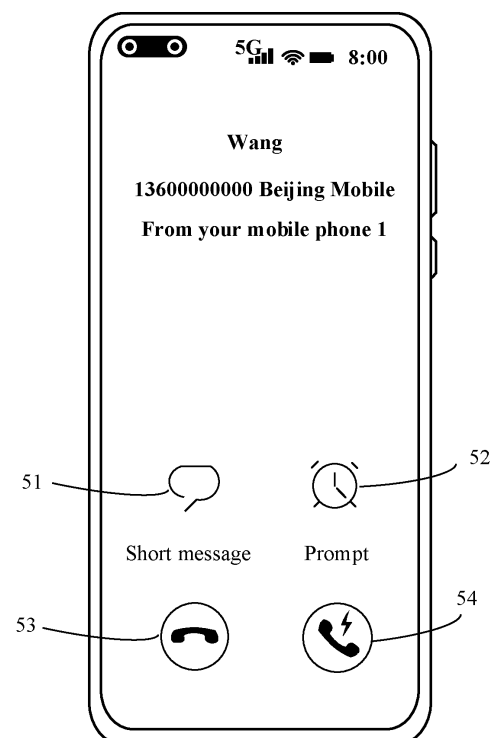 5G 8:00
Wang
13600000000 Beijing Mobile
From your mobile phone 1
51 52
Short message Prompt
53 54